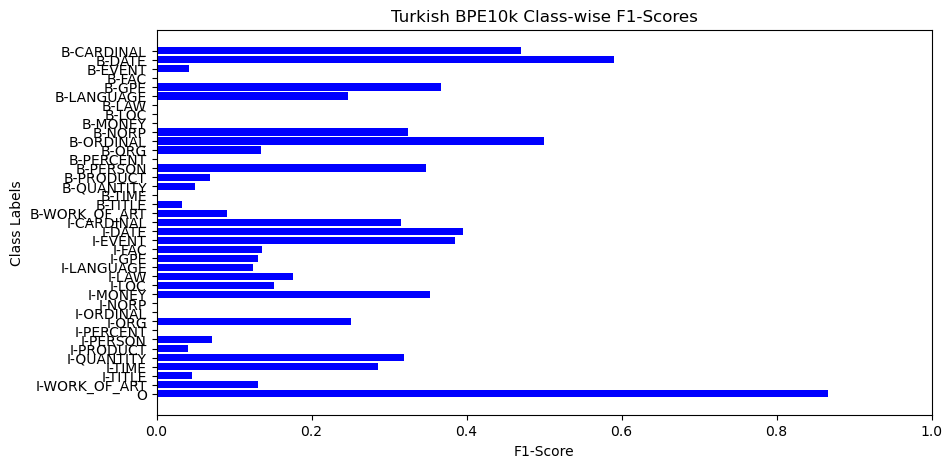 Turkish BPE10k Class-wise F1-Scores
Class Labels
B-CARDINAL
B-DATE
B-EVENT
B-FAC
B-GPE
B-LANGUAGE
B-LAW
B-LOC
B-MONEY
B-NORP
B-ORDINAL
B-ORG
B-PERCENT
B-PERSON
B-PRODUCT
B-QUANTITY
B-TIME
B-TITLE
B-WORK_OF_ART
I-CARDINAL
I-DATE
I-EVENT
I-FAC
I-GPE
I-LANGUAGE
I-LAW
I-LOC
I-MONEY
I-NORP
I-ORDINAL
I-ORG
I-PERCENT
I-PERSON
I-PRODUCT
I-QUANTITY
I-TIME
I-TITLE
I-WORK_OF_ART
O
0.0 0.2 0.4 0.6 0.8 1.0
F1-Score